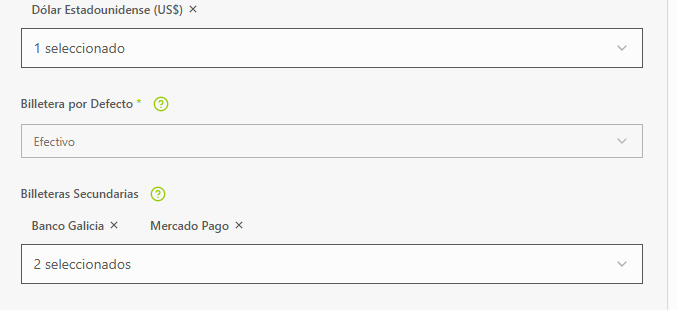 Dólar Estadounidense (US$) ×
1 seleccionado
Billetera por Defecto * ?
Efectivo
Billeteras Secundarias ?
Banco Galicia × Mercado Pago ×
2 seleccionados